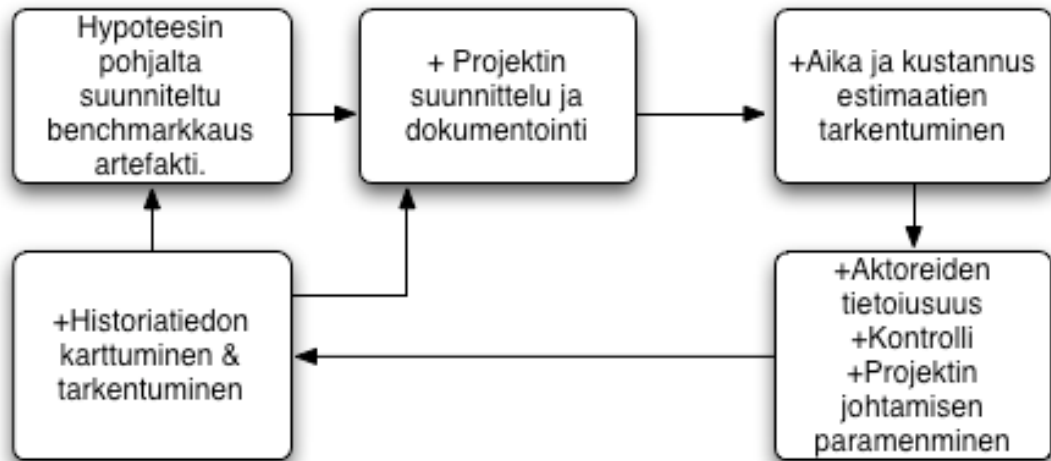 Hypoteesin
pohjalta
suunniteltu
benchmarkkaus
artefakti.
+ Projektin
suunnittelu ja
dokumentointi
+Aika ja kustannus
estimaatien
tarkentuminen
+Historiatiedon
karttuminen &
tarkentuminen
+Aktoreiden
tietoiusuus
+Kontrolli
+Projektin
johtamisen
paramenminen